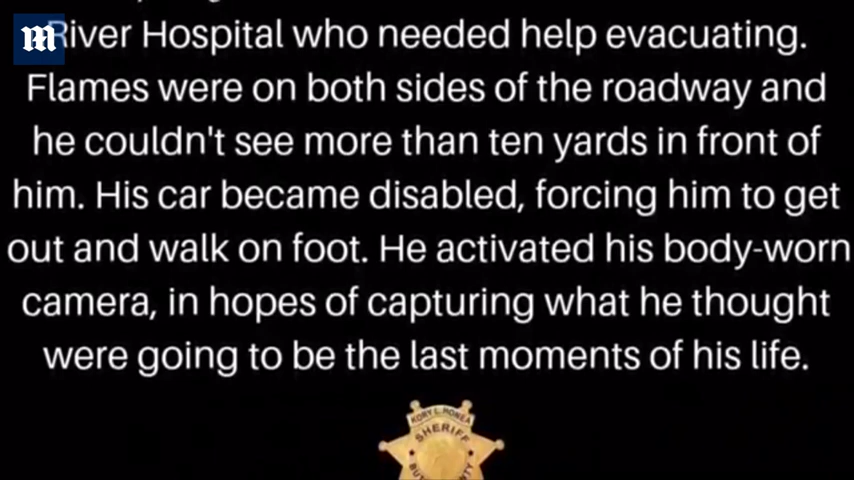 M
River Hospital who needed help evacuating.
Flames were on both sides of the roadway and
he couldn't see more than ten yards in front of
him. His car became disabled, forcing him to get
out and walk on foot. He activated his body-worn
camera, in hopes of capturing what he thought
were going to be the last moments of his life.
KORY L. HONEA
SHERIFF